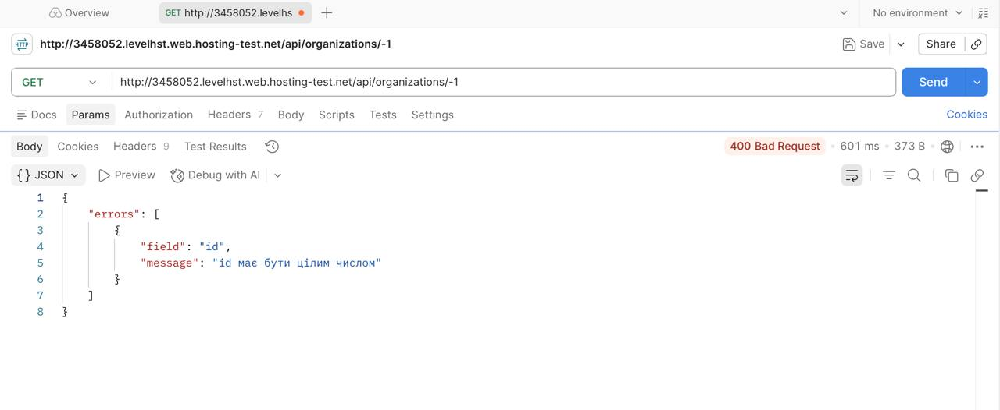 Overview GET http://3458052.levelhs No environment
HTTP http://3458052.levelhst.web.hosting-test.net/api/organizations/-1 Save Share
GET http://3458052.levelhst.web.hosting-test.net/api/organizations/-1 Send
Docs Params Authorization Headers 7 Body Scripts Tests Settings Cookies
Body Cookies Headers 9 Test Results 400 Bad Request 601 ms 373 B
{} JSON Preview Debug with AI
1 {
2 "errors": [
3 {
4 "field": "id",
5 "message": "id має бути цілим числом"
6 }
7 ]
8 }